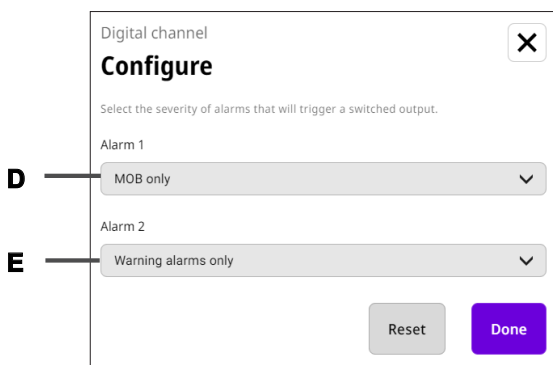 Digital channel
Configure
Select the severity of alarms that will trigger a switched output.
Alarm 1
D
MOB only
Alarm 2
E
Warning alarms only
Reset
Done